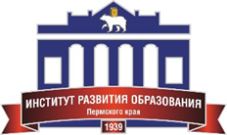 ИНСТИТУТ РАЗВИТИЯ ОБРАЗОВАНИЯ
Пермского края
1939